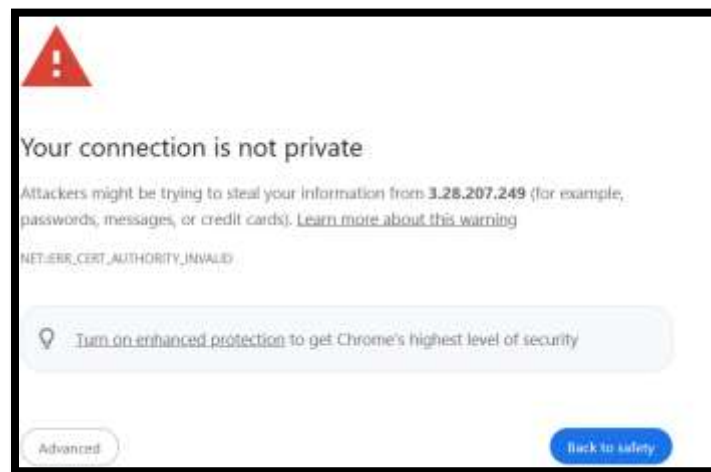 Your connection is not private
Attackers might be trying to steal your information from 3.28.207.249 (for example,
passwords, messages, or credit cards). Learn more about this warning
NET::ERR_CERT_AUTHORITY_INVALID
Turn on enhanced protection to get Chrome's highest level of security
Advanced
Back to safety